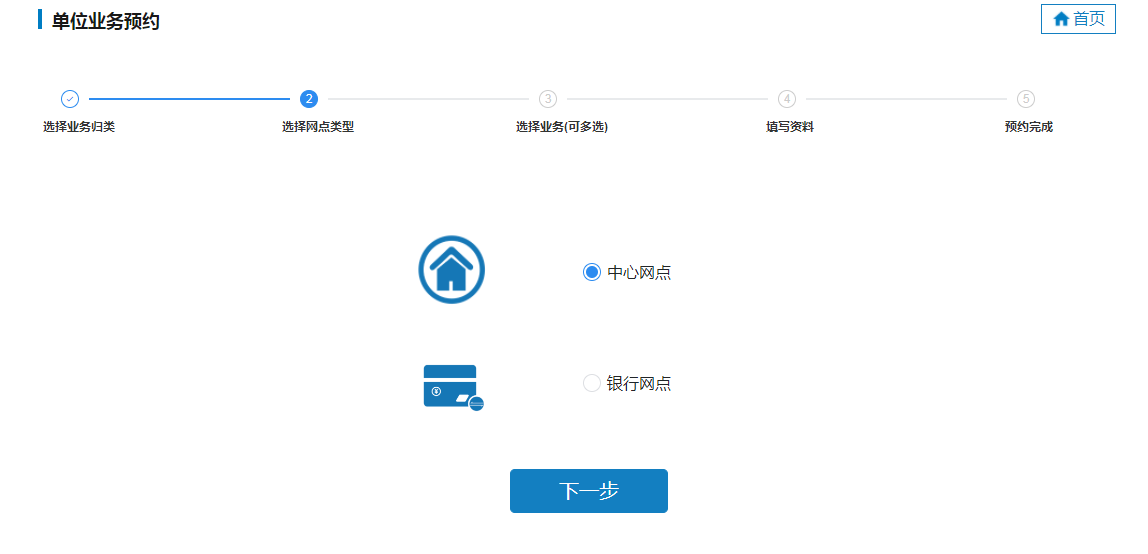 单位业务预约
首页
2
3
4
5
选择业务归类
选择网点类型
选择业务(可多选)
填写资料
预约完成
中心网点
¥
银行网点
下一步